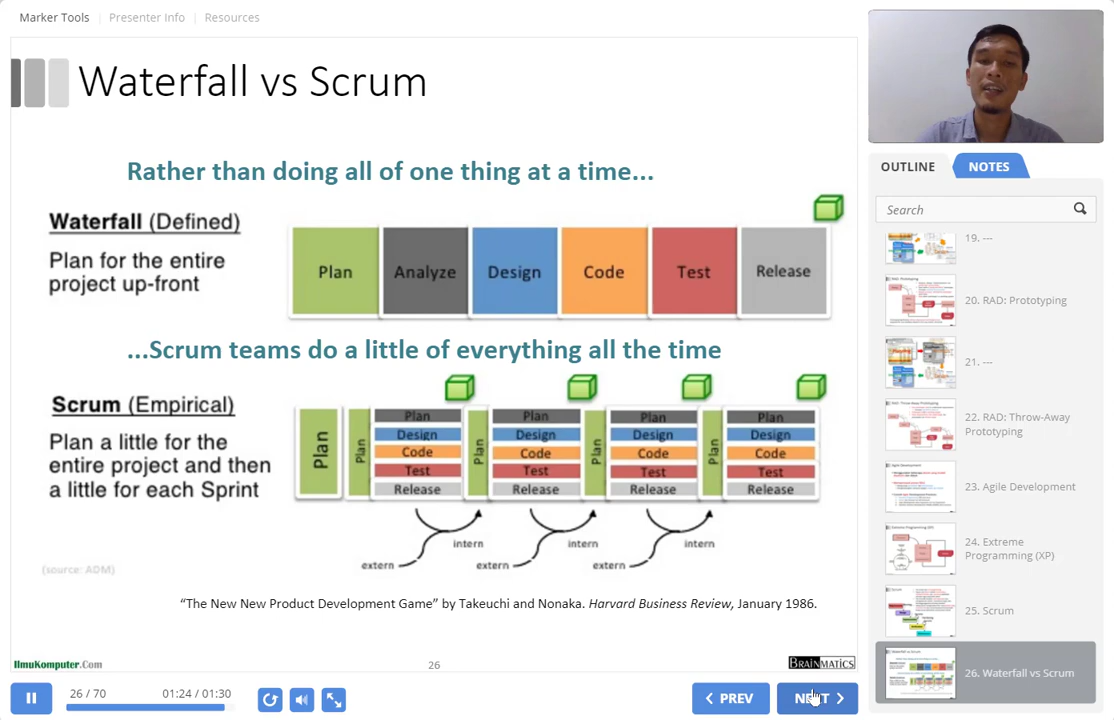 Marker Tools | Presenter Info | Resources
Waterfall vs Scrum
Rather than doing all of one thing at a time...
Waterfall (Defined)
Plan for the entire
project up-front
Plan Analyze Design Code Test Release
...Scrum teams do a little of everything all the time
Scrum (Empirical)
Plan a little for the
entire project and then
a little for each Sprint
Plan
Plan
Plan
Design
Code
Test
Release
Plan
Plan
Design
Code
Test
Release
Plan
Plan
Design
Code
Test
Release
Plan
Plan
Design
Code
Test
Release
intern intern intern
extern extern extern
(source: ADM)
“The New New Product Development Game” by Takeuchi and Nonaka. Harvard Business Review, January 1986.
IlmuKomputer.Com 26 BRAINMATICS
26 / 70 01:24 / 01:30 PREV NEXT
OUTLINE NOTES
Search
19. ---
20. RAD: Prototyping
21. ---
22. RAD: Throw-Away
Prototyping
23. Agile Development
24. Extreme
Programming (XP)
25. Scrum
26. Waterfall vs Scrum